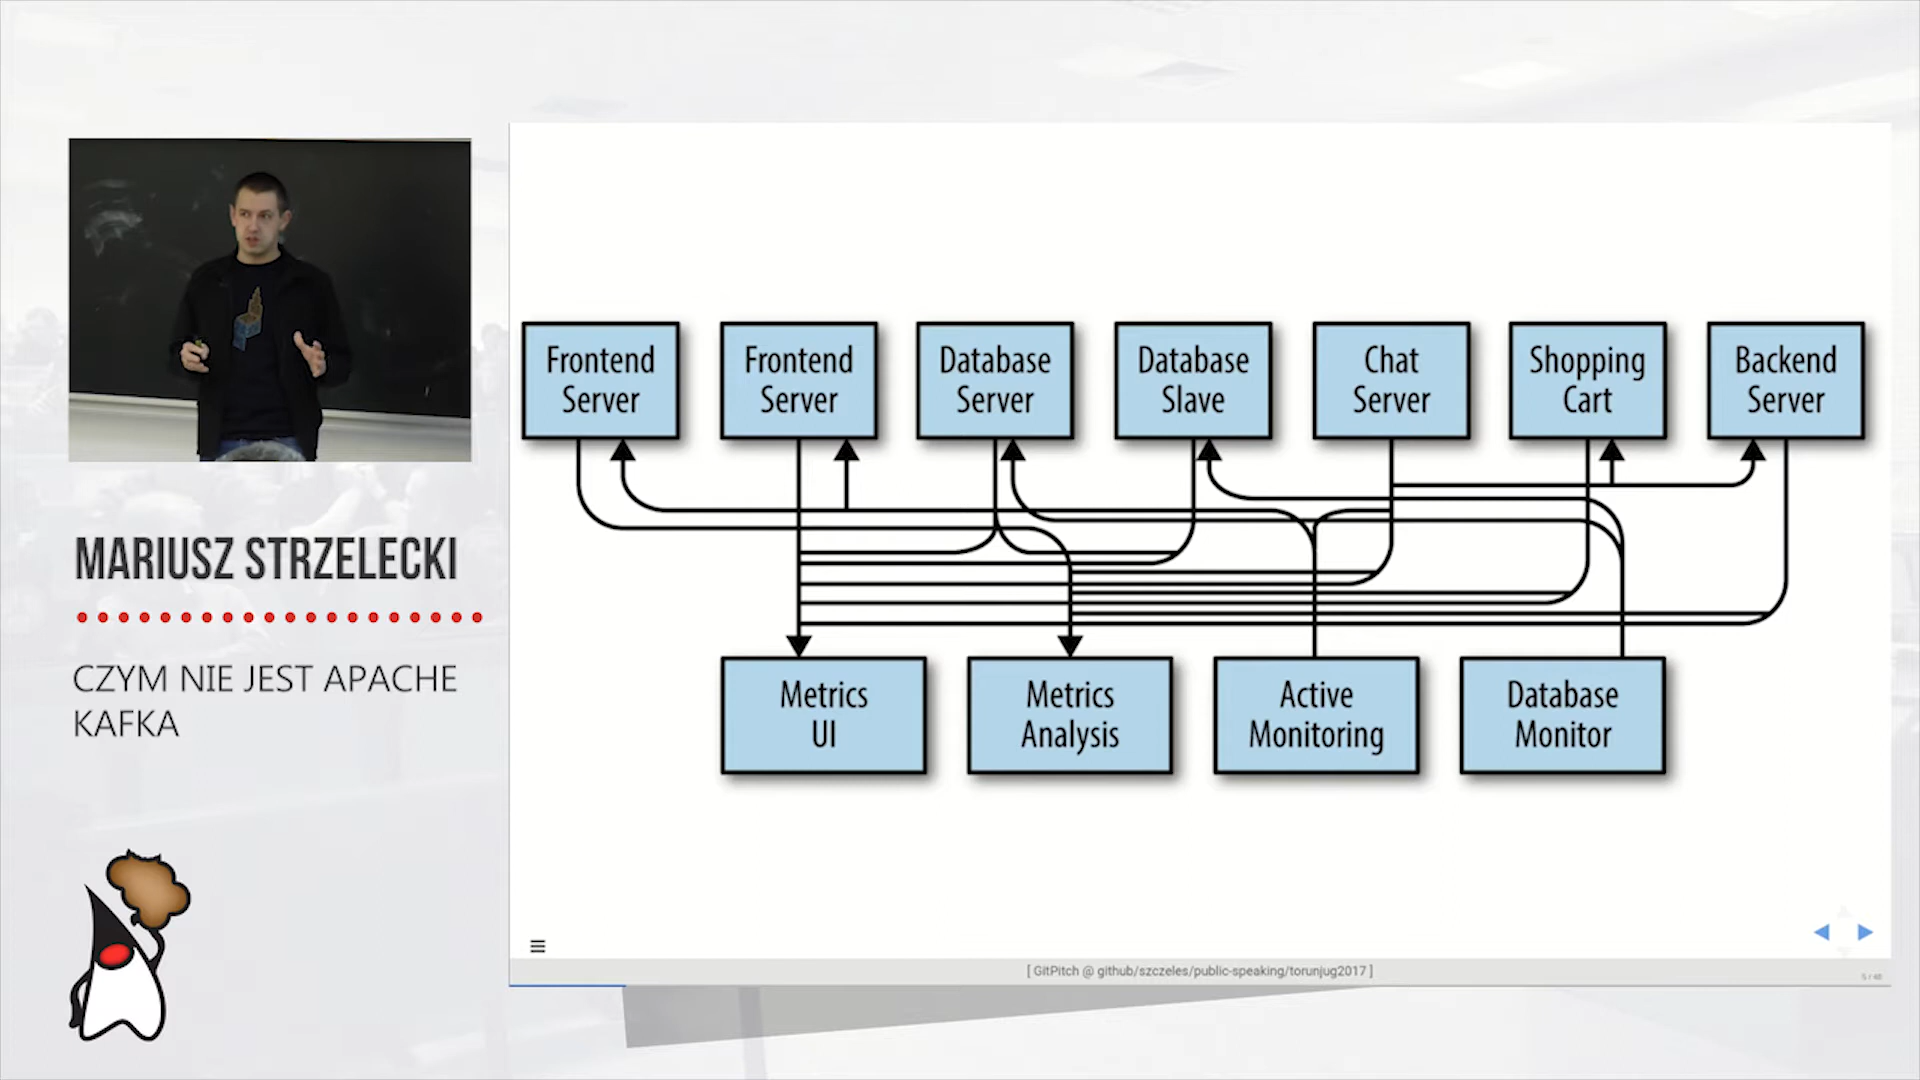 MARIUSZ STRZELECKI
CZYM NIE JEST APACHE
KAFKA
Frontend
Server
Frontend
Server
Database
Server
Database
Slave
Chat
Server
Shopping
Cart
Backend
Server
Metrics
UI
Metrics
Analysis
Active
Monitoring
Database
Monitor
[ GitPitch @ github/szczeles/public-speaking/torunjug2017 ]